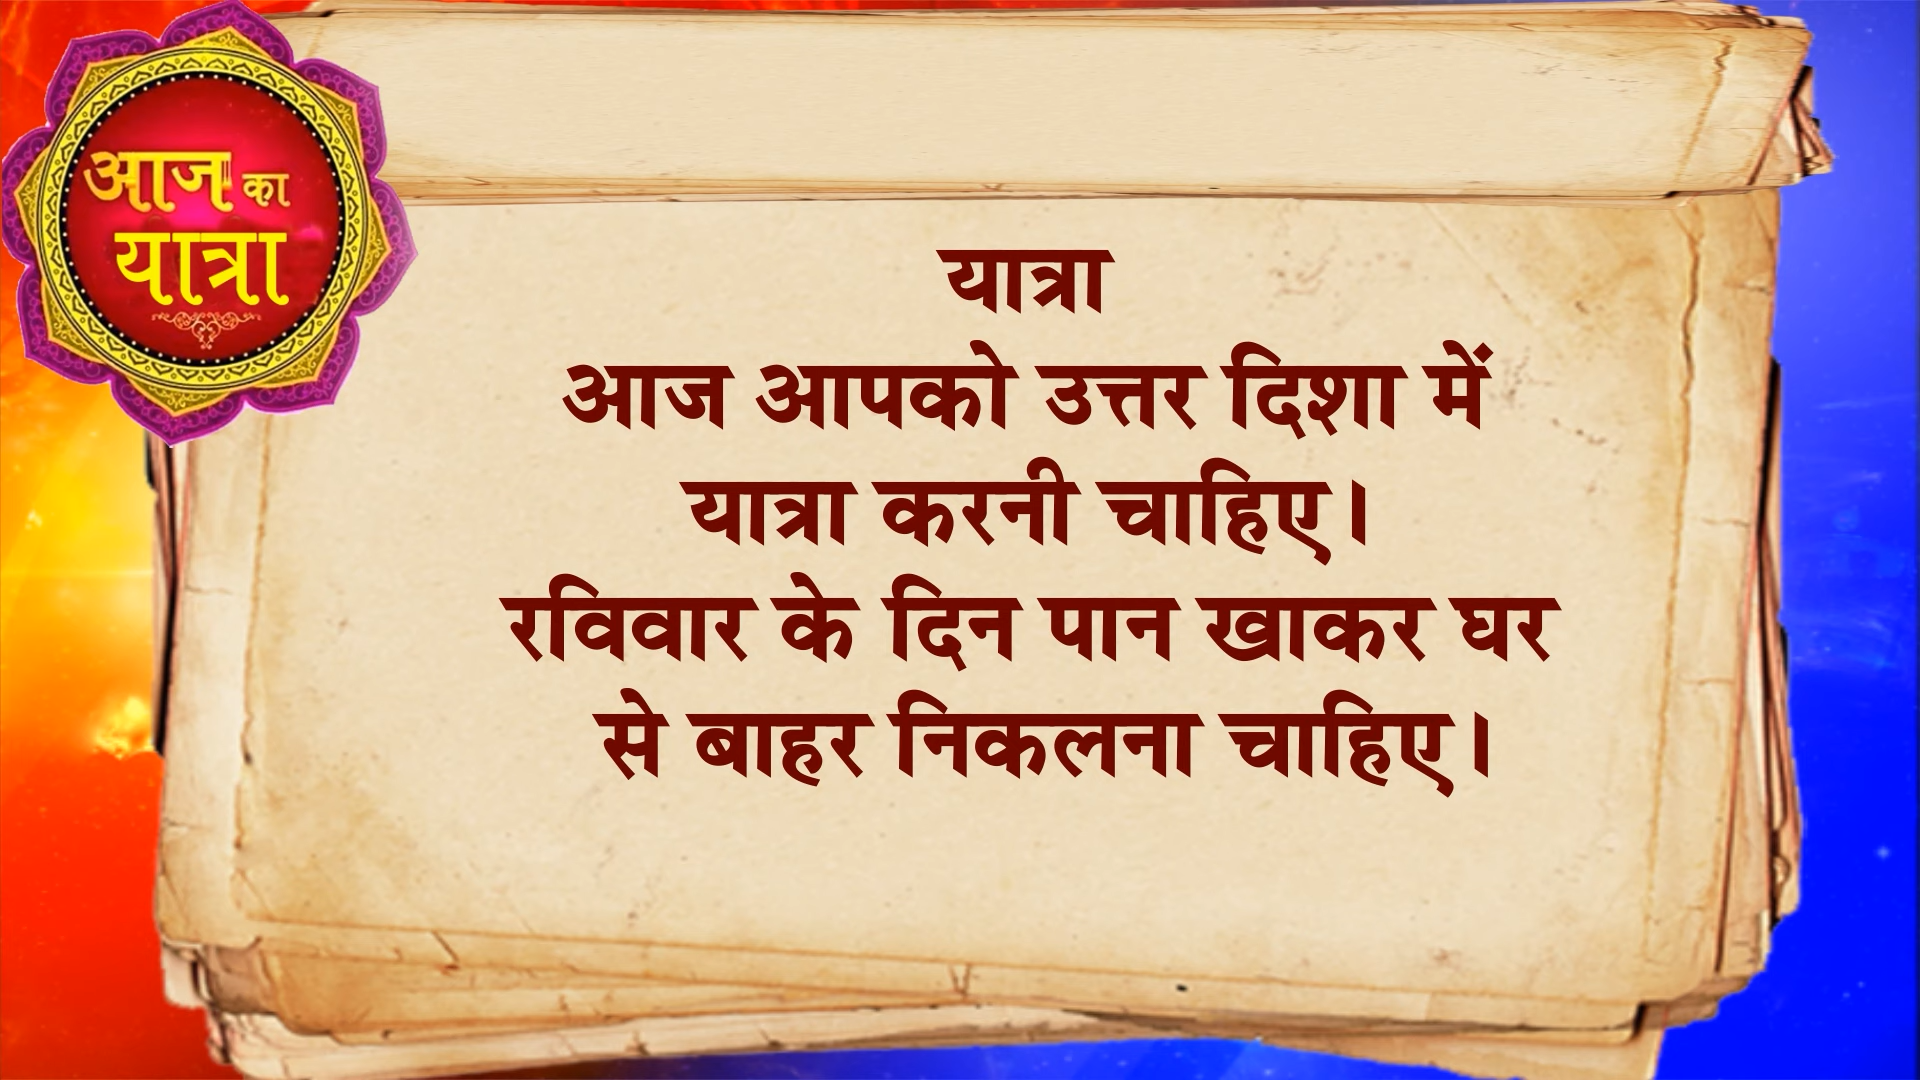 आज का
यात्रा
यात्रा
आज आपको उत्तर दिशा में
यात्रा करनी चाहिए।
रविवार के दिन पान खाकर घर
से बाहर निकलना चाहिए।